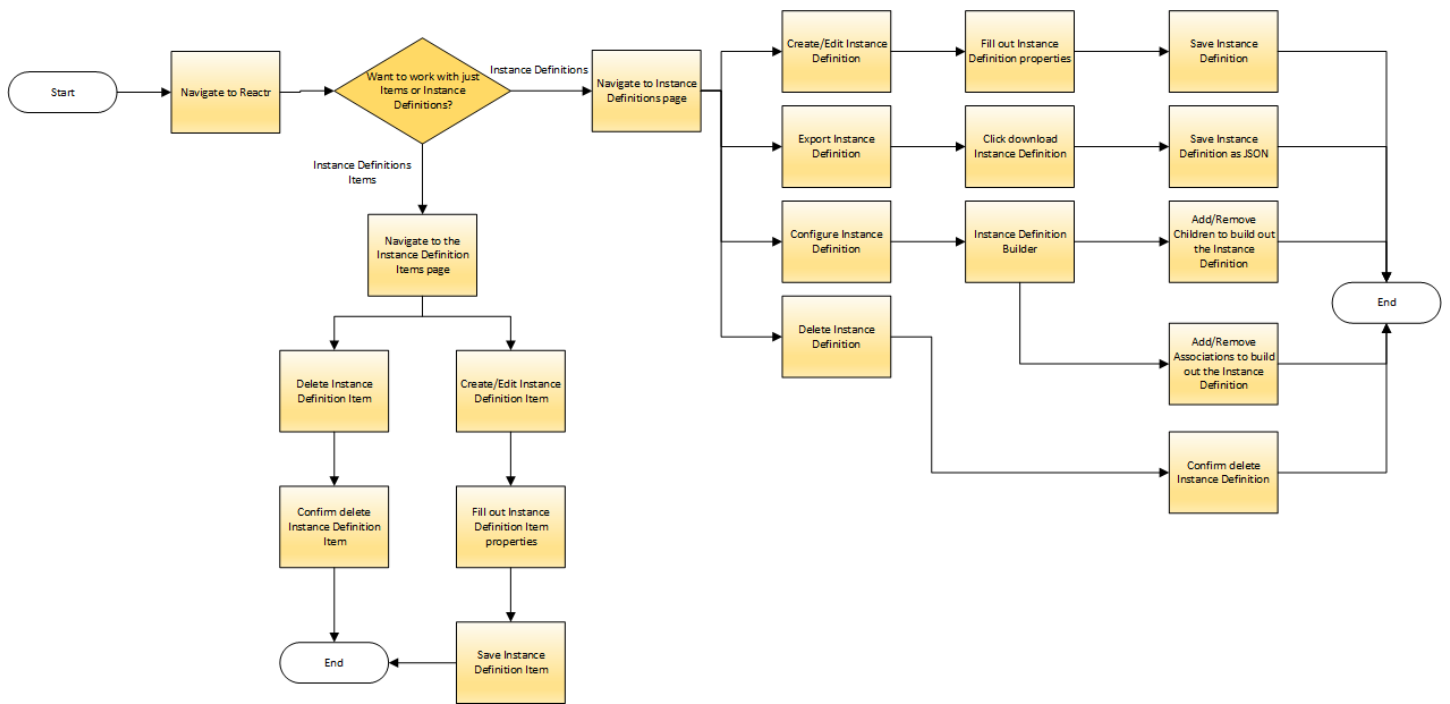 Start
Navigate to Reactr
Want to work with just
Items or Instance
Definitions?
Instance Definitions
Navigate to Instance
Definitions page
Create/Edit Instance
Definition
Fill out Instance
Definition properties
Save Instance
Definition
Export Instance
Definition
Click download
Instance Definition
Save Instance
Definition as JSON
Configure Instance
Definition
Instance Definition
Builder
Add/Remove
Children to build out
the Instance
Definition
End
Delete Instance
Definition
Add/Remove
Associations to build
out the Instance
Definition
Confirm delete
Instance Definition
Instance Definitions
Items
Navigate to the
Instance Definition
Items page
Delete Instance
Definition Item
Create/Edit Instance
Definition Item
Confirm delete
Instance Definition
Item
Fill out Instance
Definition Item
properties
End
Save Instance
Definition Item